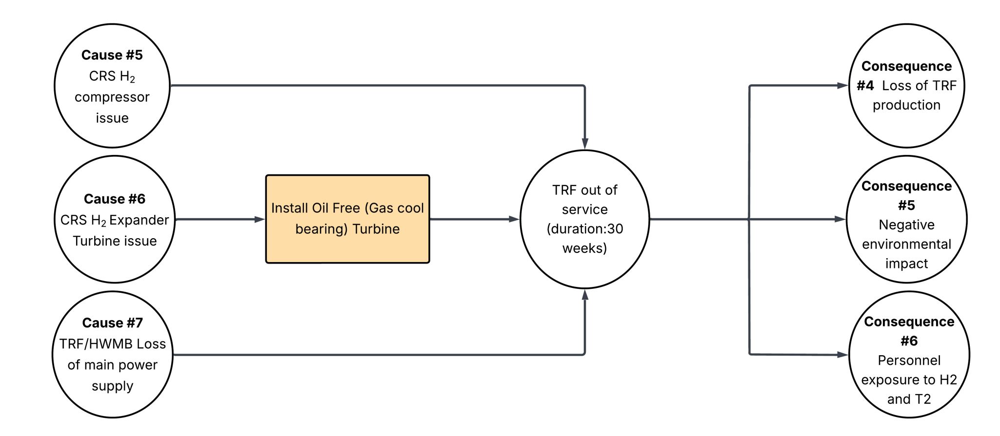 Cause #5
CRS H₂
compressor
issue
Cause #6
CRS H₂ Expander
Turbine issue
Cause #7
TRF/HWMB Loss
of main power
supply
Install Oil Free (Gas cool
bearing) Turbine
TRF out of
service
(duration:30
weeks)
Consequence
#4 Loss of TRF
production
Consequence
#5
Negative
environmental
impact
Consequence
#6
Personnel
exposure to H2
and T2